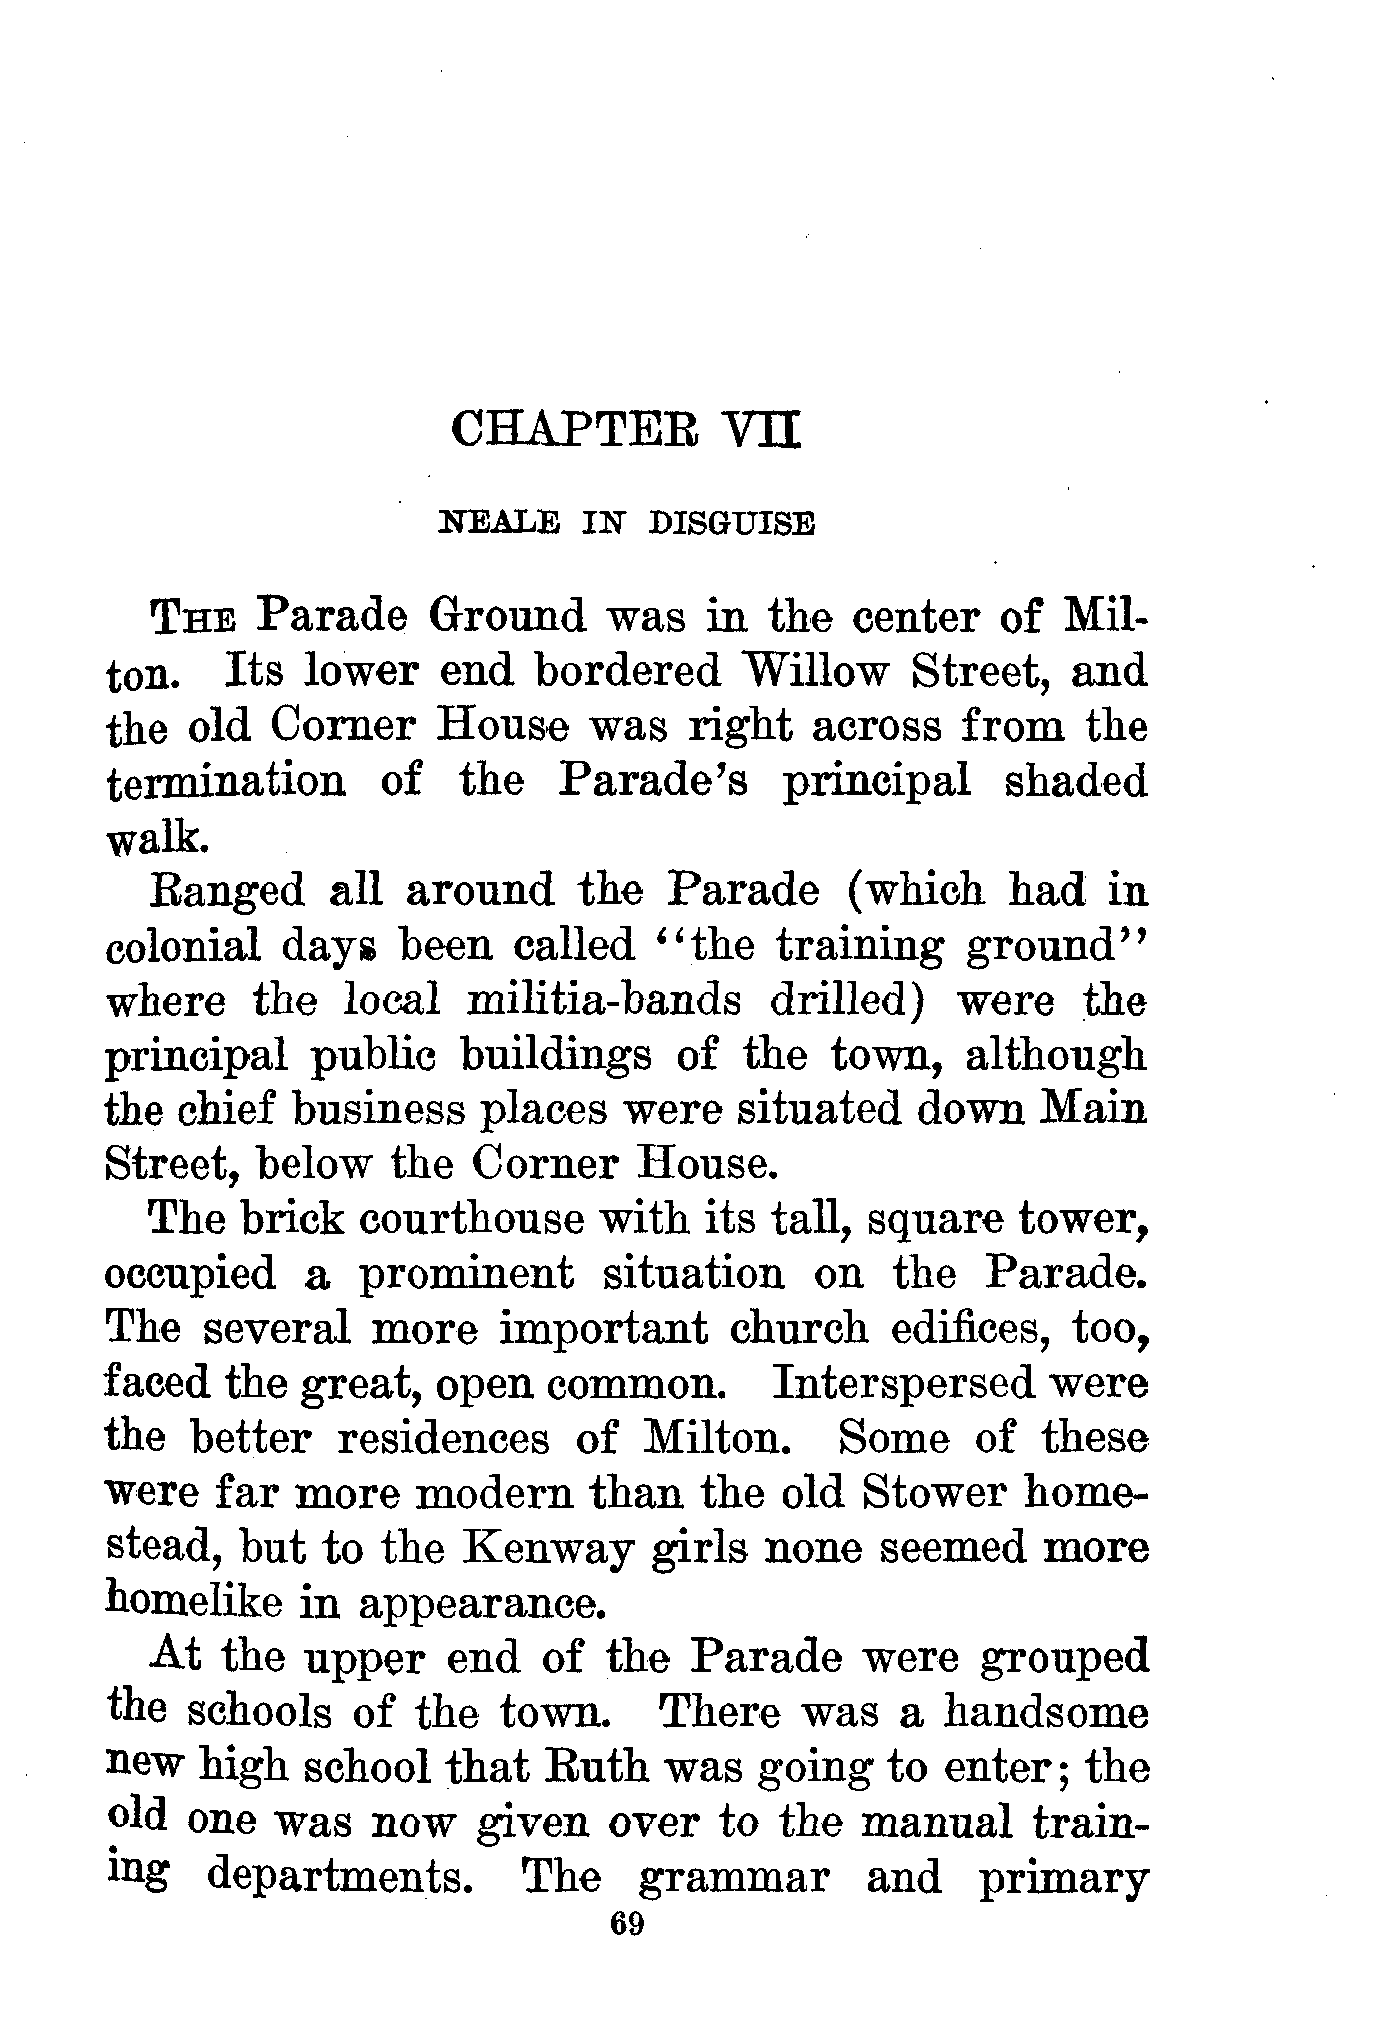 CHAPTER VII
NEALE IN DISGUISE
THE Parade Ground was in the center of Mil-
ton. Its lower end bordered Willow Street, and
the old Corner House was right across from the
termination of the Parade's principal shaded
walk.
Ranged all around the Parade (which had in
colonial days been called "the training ground"
where the local militia-bands drilled) were the
principal public buildings of the town, although
the chief business places were situated down Main
Street, below the Corner House.
The brick courthouse with its tall, square tower,
occupied a prominent situation on the Parade.
The several more important church edifices, too,
faced the great, open common. Interspersed were
the better residences of Milton. Some of these
were far more modern than the old Stower home-
stead, but to the Kenway girls none seemed more
homelike in appearance.
At the upper end of the Parade were grouped
the schools of the town. There was a handsome
new high school that Ruth was going to enter; the
old one was now given over to the manual train-
ing departments. The grammar and primary
69